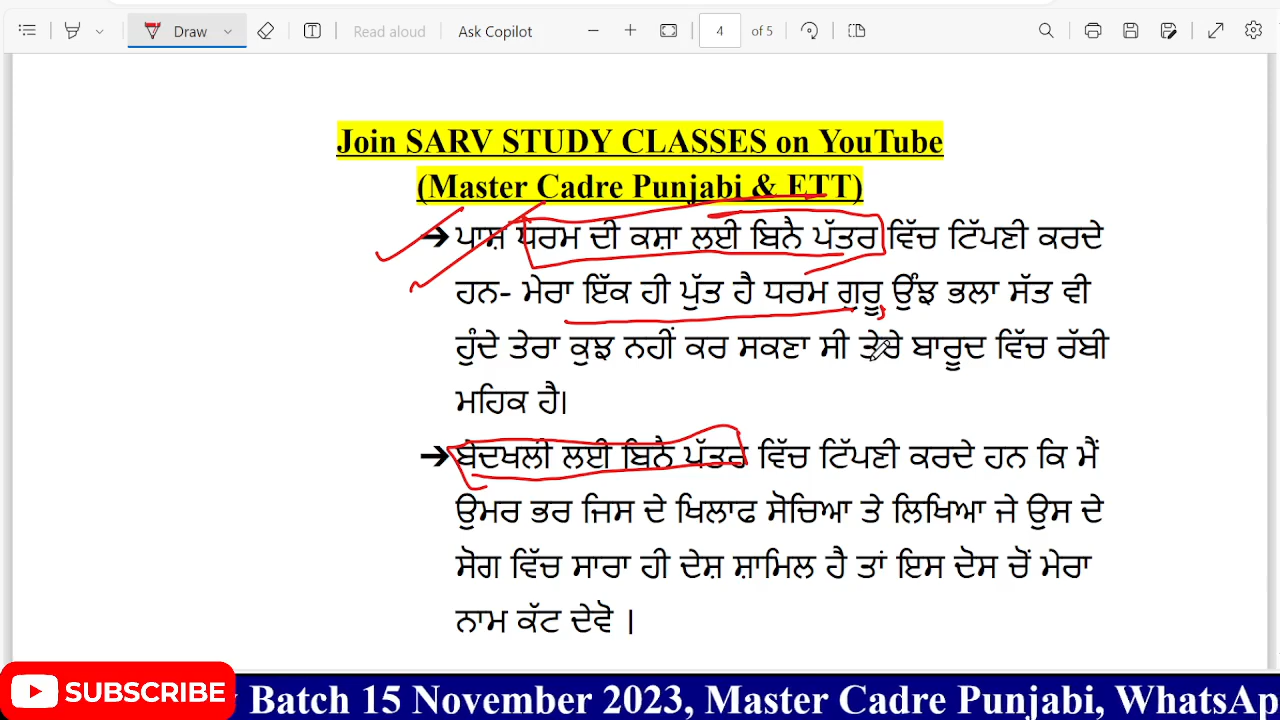 Draw
Read aloud
Ask Copilot
4
of 5
Join SARV STUDY CLASSES on YouTube
(Master Cadre Punjabi & ETT)
➔ ਪਾਸ਼ ਧਰਮ ਦੀ ਕਸ਼ਾ ਲਈ ਬਿਨੈ ਪੱਤਰ ਵਿੱਚ ਟਿੱਪਣੀ ਕਰਦੇ
ਹਨ- ਮੇਰਾ ਇੱਕ ਹੀ ਪੁੱਤ ਹੈ ਧਰਮ ਗੁਰੂ ਉਂਝ ਭਲਾ ਸੱਤ ਵੀ
ਹੁੰਦੇ ਤੇਰਾ ਕੁਝ ਨਹੀਂ ਕਰ ਸਕਣਾ ਸੀ ਤੇਰੇ ਬਾਰੂਦ ਵਿੱਚ ਰੱਬੀ
ਮਹਿਕ ਹੈ।
➔ ਬੇਦਖਲੀ ਲਈ ਬਿਨੈ ਪੱਤਰ ਵਿੱਚ ਟਿੱਪਣੀ ਕਰਦੇ ਹਨ ਕਿ ਮੈਂ
ਉਮਰ ਭਰ ਜਿਸ ਦੇ ਖਿਲਾਫ ਸੋਚਿਆ ਤੇ ਲਿਖਿਆ ਜੇ ਉਸ ਦੇ
ਸੋਗ ਵਿੱਚ ਸਾਰਾ ਹੀ ਦੇਸ਼ ਸ਼ਾਮਿਲ ਹੈ ਤਾਂ ਇਸ ਦੋਸ ਚੋਂ ਮੇਰਾ
ਨਾਮ ਕੱਟ ਦੇਵੋ ।
SUBSCRIBE
Batch 15 November 2023, Master Cadre Punjabi, WhatsAp